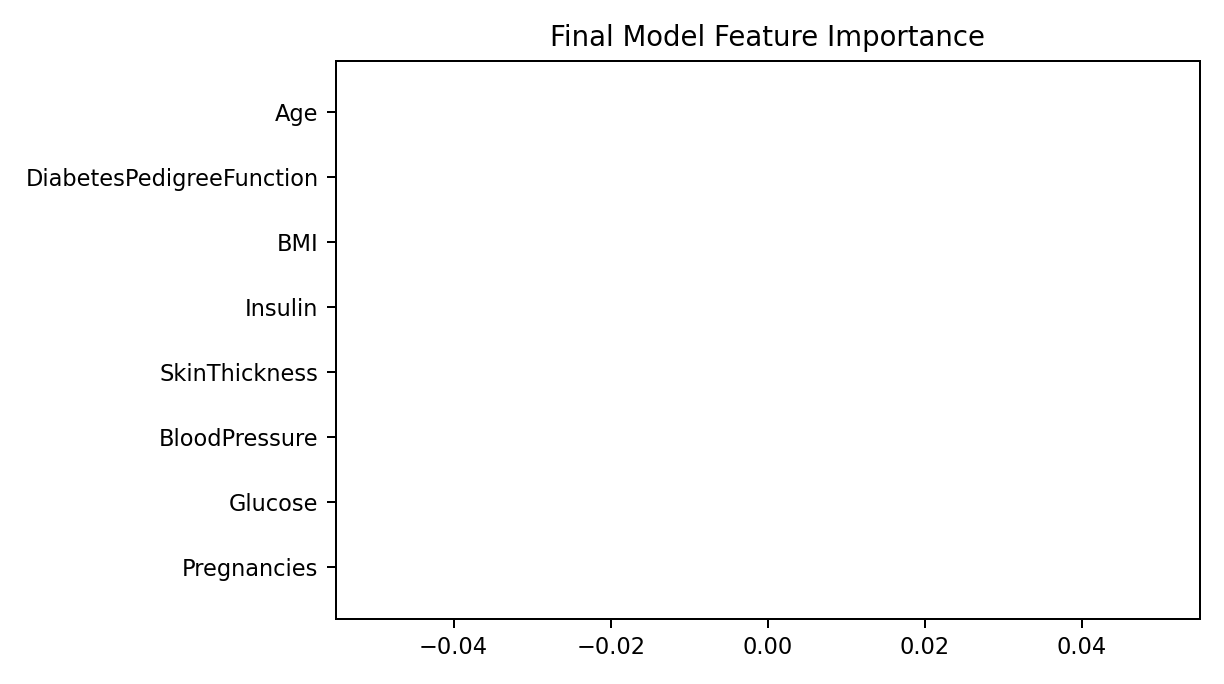 Final Model Feature Importance
Age
DiabetesPedigreeFunction
BMI
Insulin
SkinThickness
BloodPressure
Glucose
Pregnancies
−0.04 −0.02 0.00 0.02 0.04